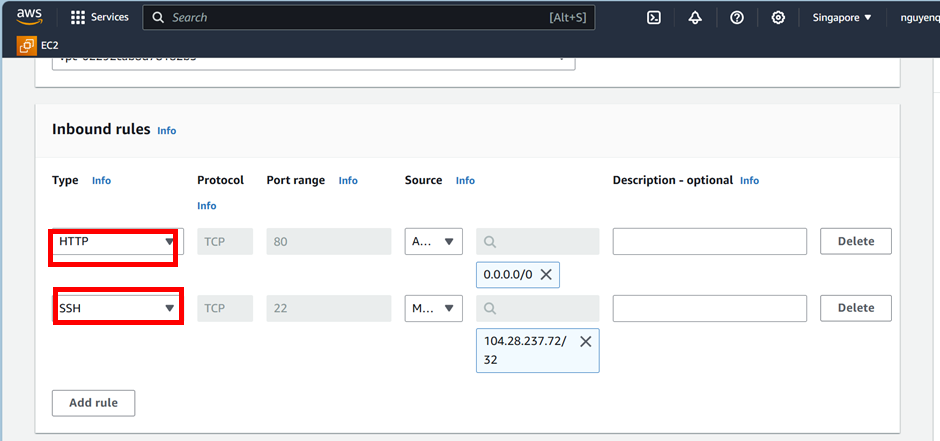 aws Services Search [Alt+S] Singapore nguyenq
EC2
Inbound rules Info
Type Info Protocol Port range Info Source Info Description - optional Info
Info
HTTP TCP 80 A... Delete
0.0.0.0/0
SSH TCP 22 M... Delete
104.28.237.72/
32
Add rule